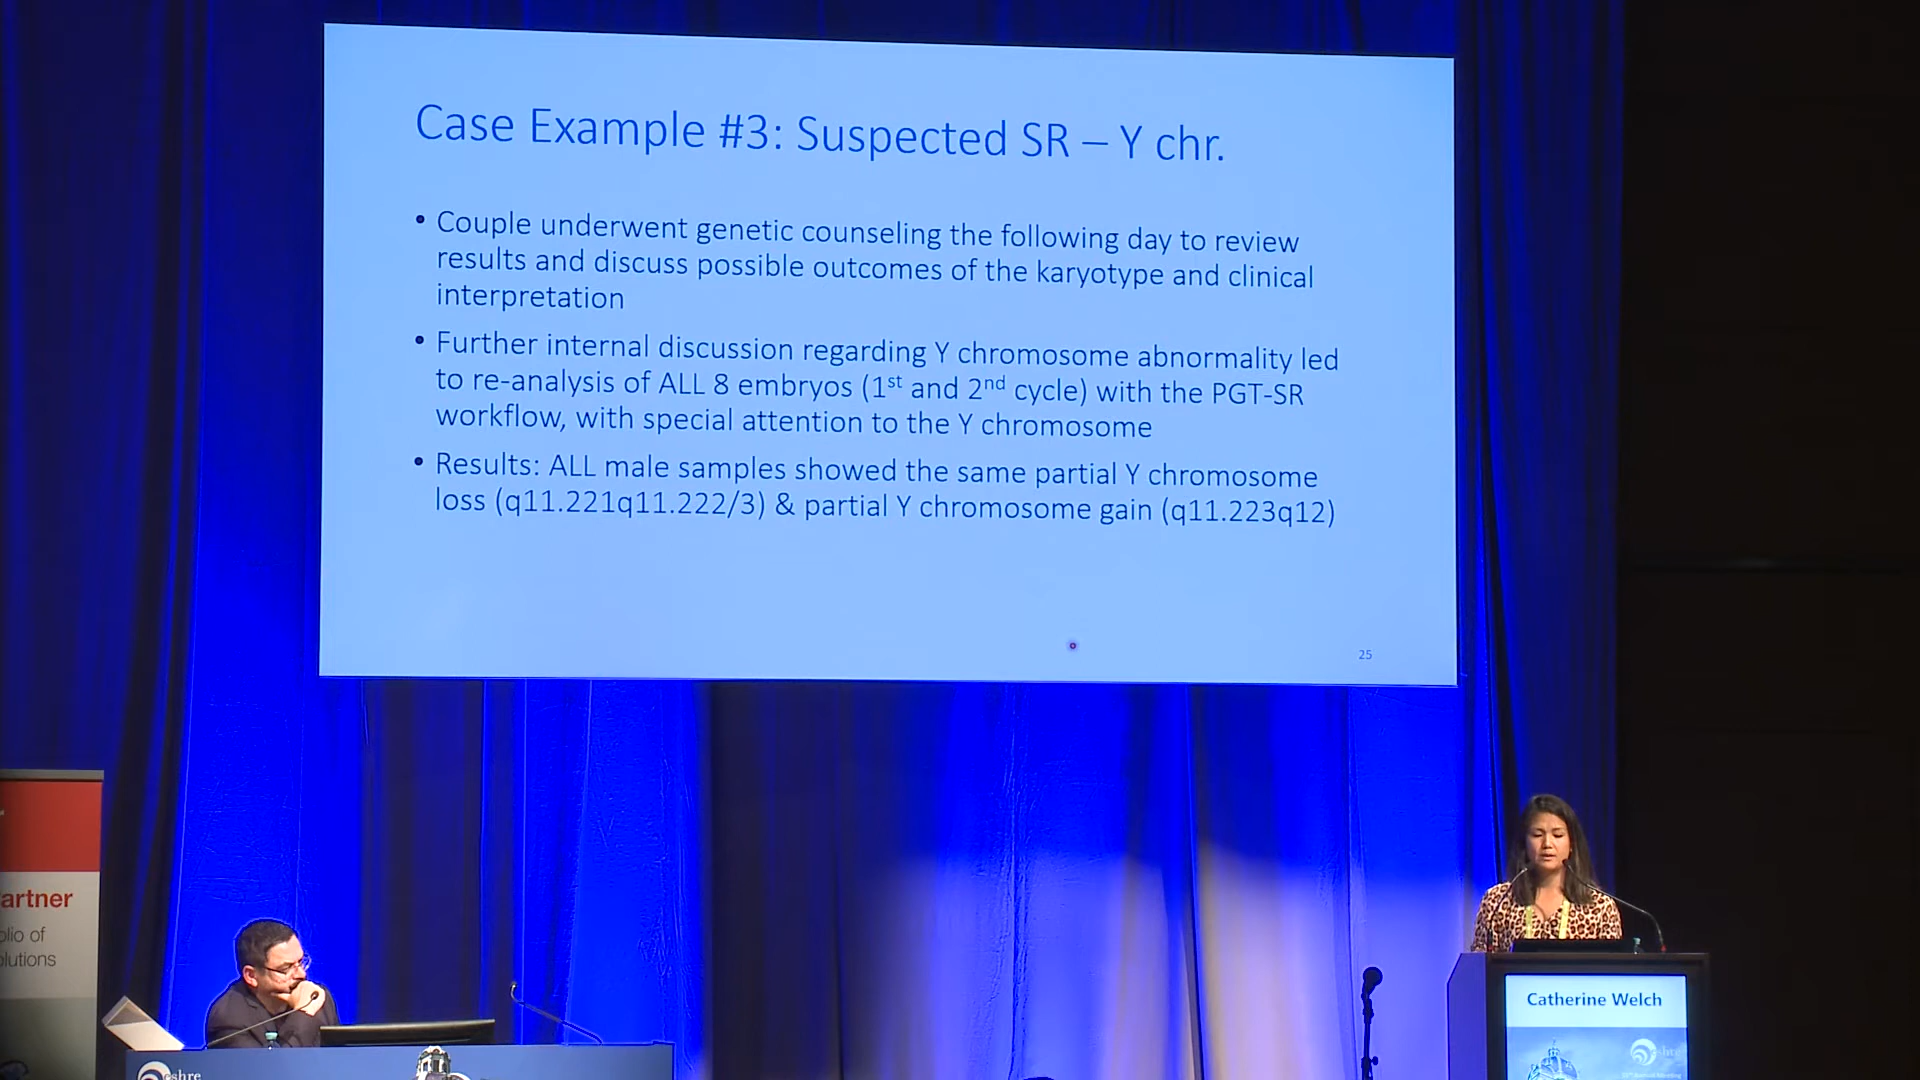 Case Example #3: Suspected SR – Y chr.
• Couple underwent genetic counseling the following day to review
results and discuss possible outcomes of the karyotype and clinical
interpretation
• Further internal discussion regarding Y chromosome abnormality led
to re-analysis of ALL 8 embryos (1st and 2nd cycle) with the PGT-SR
workflow, with special attention to the Y chromosome
• Results: ALL male samples showed the same partial Y chromosome
loss (q11.221q11.222/3) & partial Y chromosome gain (q11.223q12)
25
artner
olio of
olutions
eshre
Catherine Welch
eshre